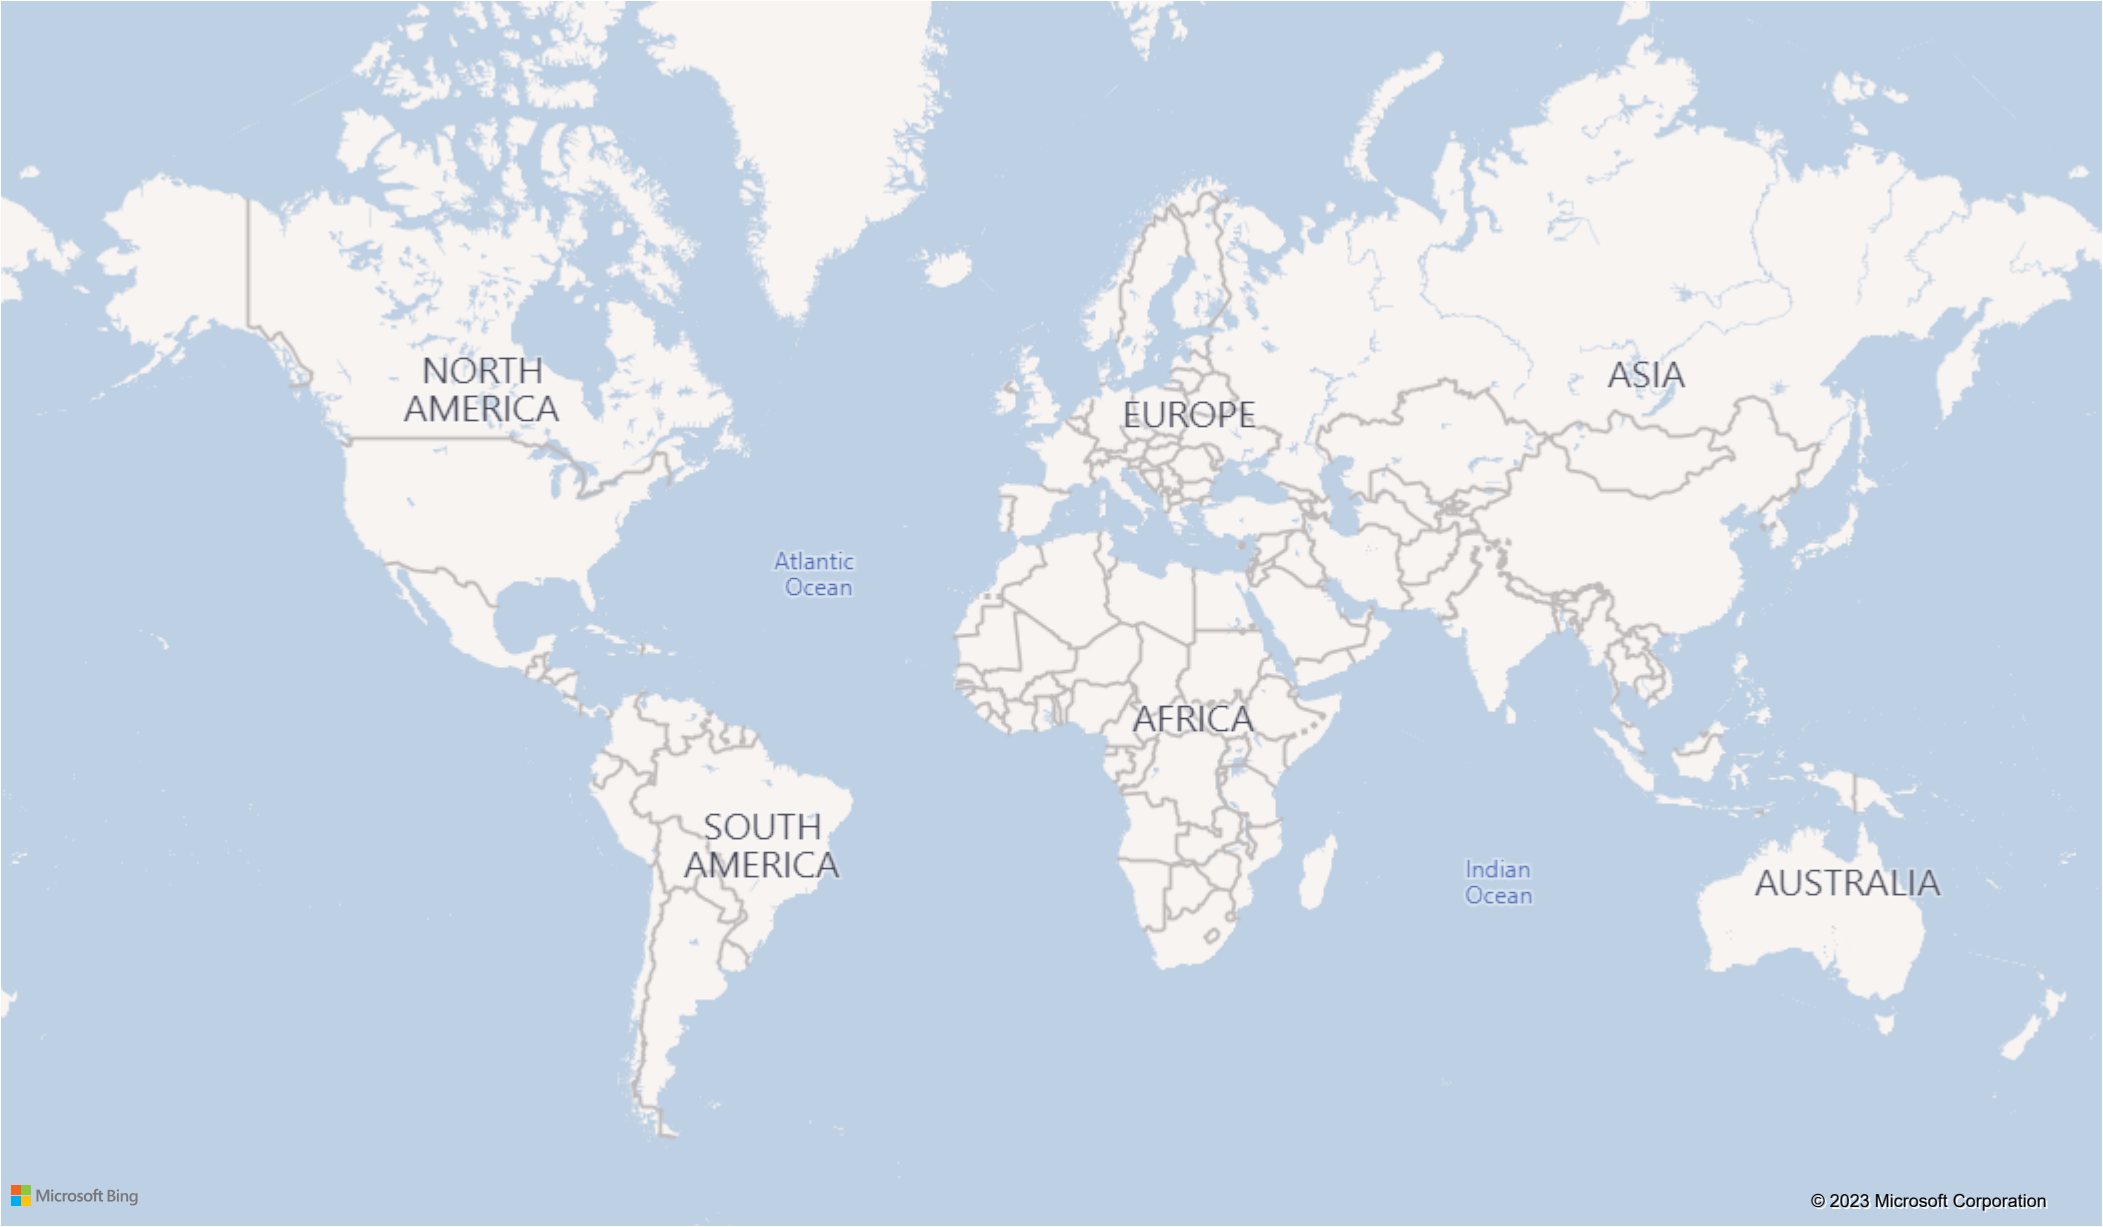 NORTH
AMERICA
ASIA
EUROPE
Atlantic
Ocean
AFRICA
SOUTH
AMERICA
Indian
Ocean
AUSTRALIA
Microsoft Bing
© 2023 Microsoft Corporation